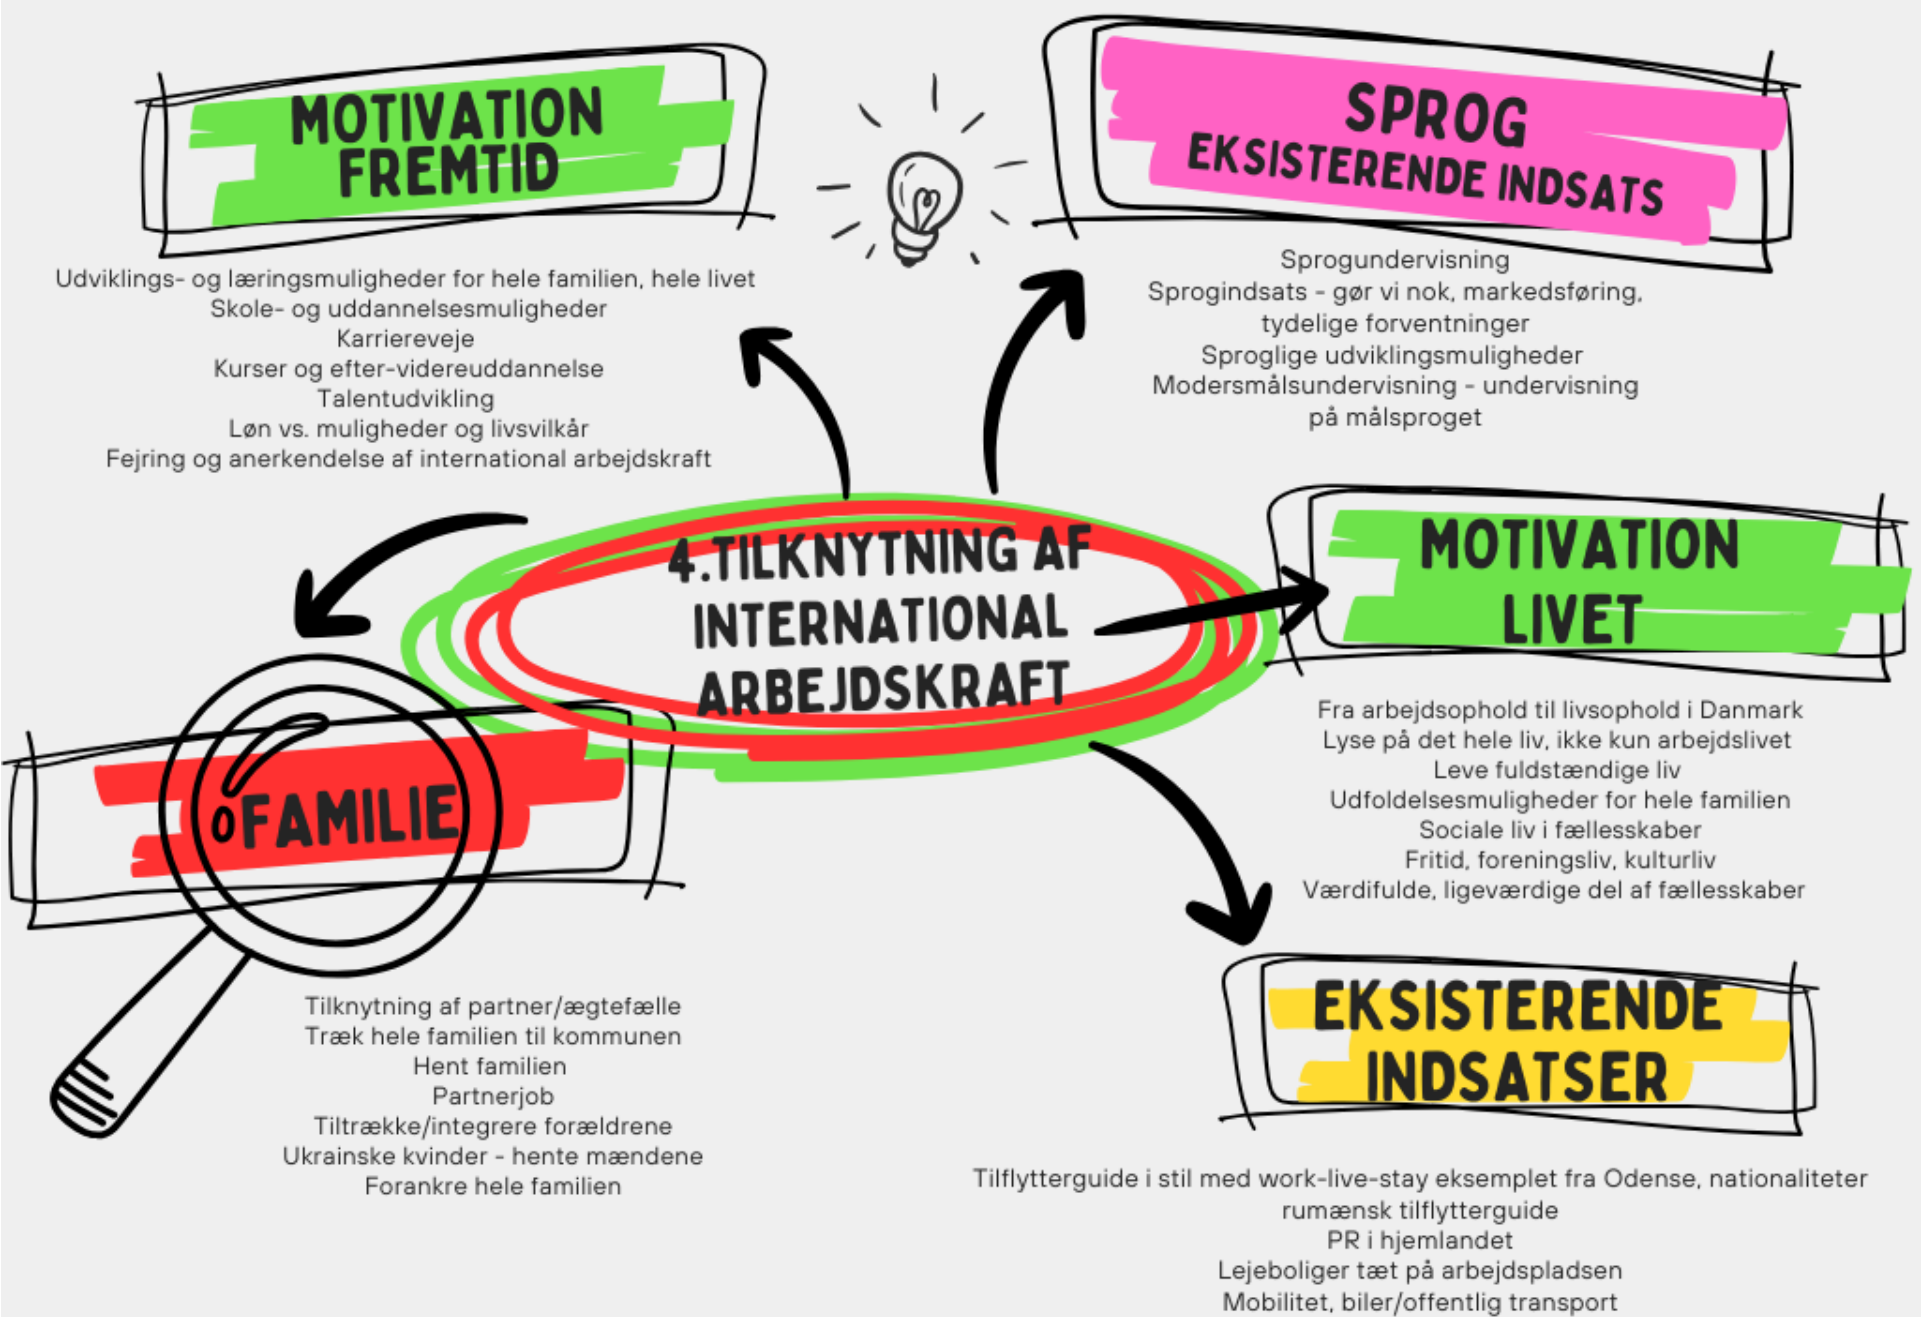 MOTIVATION
FREMTID
Udviklings- og læringsmuligheder for hele familien, hele livet
Skole- og uddannelsesmuligheder
Karriereveje
Kurser og efter-videreuddannelse
Talentudvikling
Løn vs. muligheder og livsvilkår
Fejring og anerkendelse af international arbejdskraft
SPROG
EKSISTERENDE INDSATS
Sprogundervisning
Sprogindsats - gør vi nok, markedsføring,
tydelige forventninger
Sproglige udviklingsmuligheder
Modersmålsundervisning - undervisning
på målsproget
4.TILKNYTNING AF
INTERNATIONAL
ARBEJDSKRAFT
MOTIVATION
LIVET
Fra arbejdsophold til livsophold i Danmark
Lyse på det hele liv, ikke kun arbejdslivet
Leve fuldstændige liv
Udfoldelsesmuligheder for hele familien
Sociale liv i fællesskaber
Fritid, foreningsliv, kulturliv
Værdifulde, ligeværdige del af fællesskaber
FAMILIE
Tilknytning af partner/ægtefælle
Træk hele familien til kommunen
Hent familien
Partnerjob
Tiltrække/integrere forældrene
Ukrainske kvinder - hente mændene
Forankre hele familien
EKSISTERENDE
INDSATSER
Tilflytterguide i stil med work-live-stay eksemplet fra Odense, nationaliteter
rumænsk tilflytterguide
PR i hjemlandet
Lejeboliger tæt på arbejdspladsen
Mobilitet, biler/offentlig transport